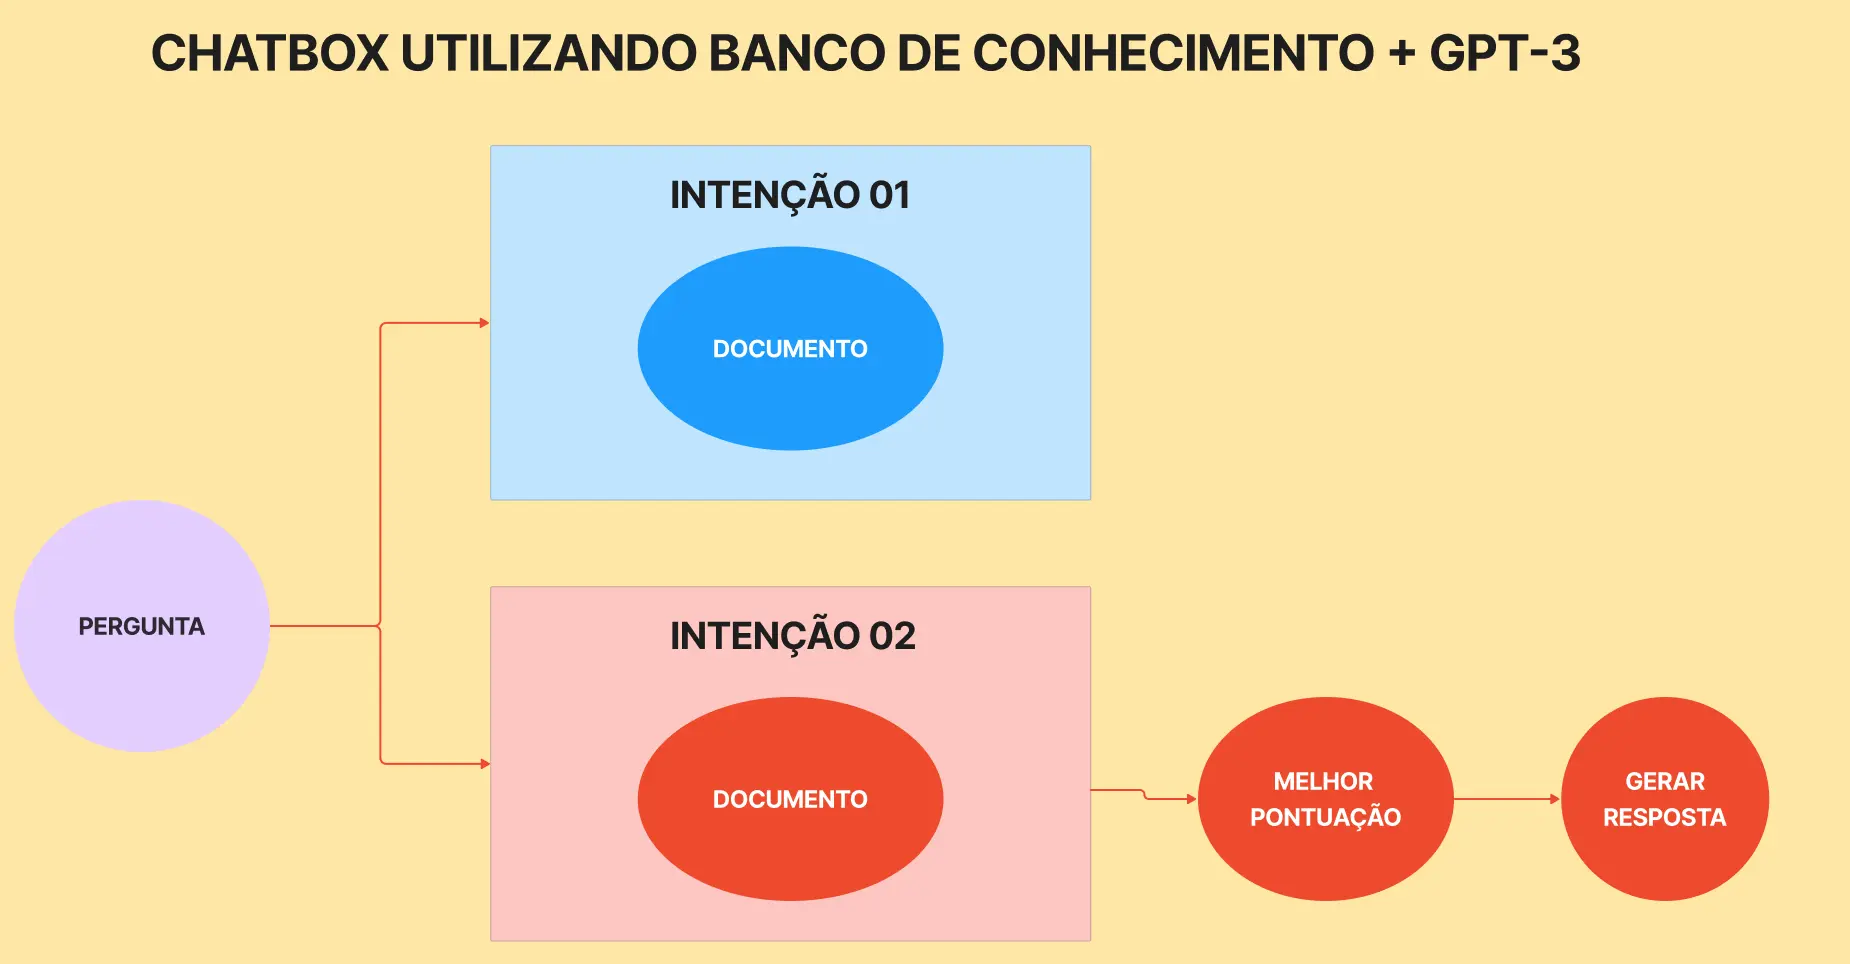 CHATBOX UTILIZANDO BANCO DE CONHECIMENTO + GPT-3
INTENÇÃO 01
DOCUMENTO
PERGUNTA
INTENÇÃO 02
DOCUMENTO
MELHOR
PONTUAÇÃO
GERAR
RESPOSTA